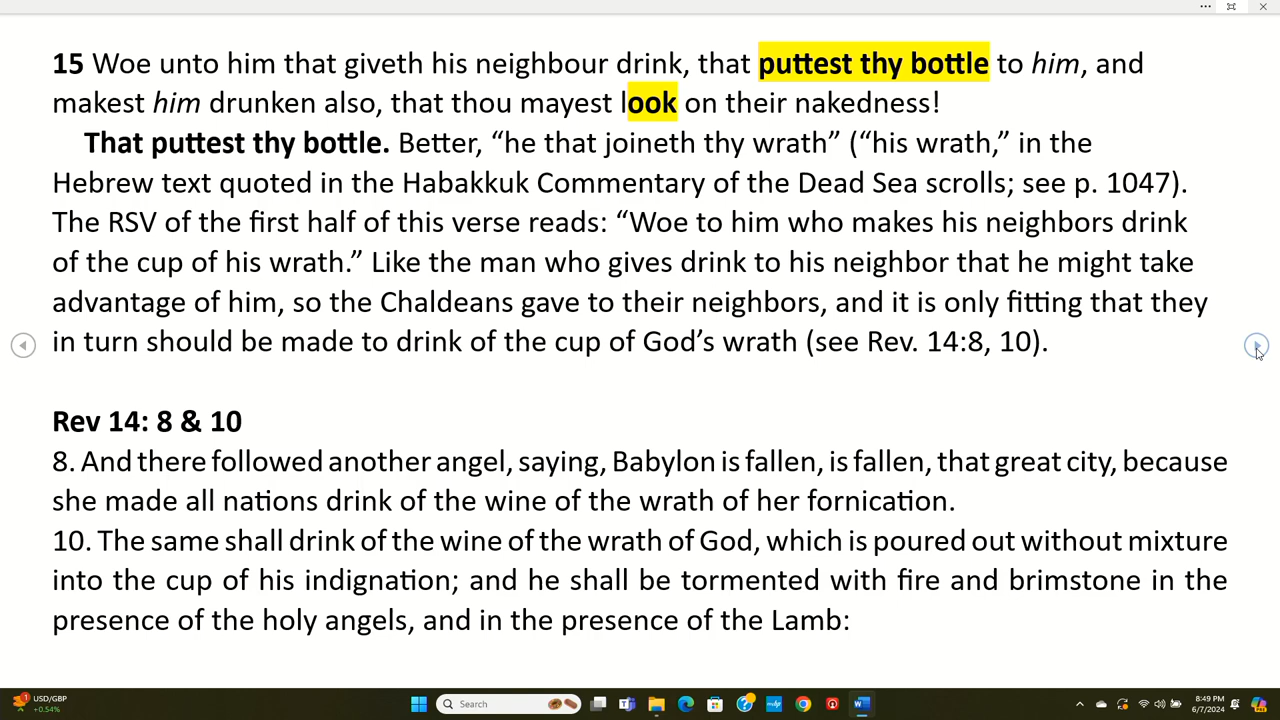 15 Woe unto him that giveth his neighbour drink, that puttest thy bottle to him, and
makest him drunken also, that thou mayest look on their nakedness!
That puttest thy bottle. Better, “he that joineth thy wrath” (“his wrath,” in the
Hebrew text quoted in the Habakkuk Commentary of the Dead Sea scrolls; see p. 1047).
The RSV of the first half of this verse reads: “Woe to him who makes his neighbors drink
of the cup of his wrath.” Like the man who gives drink to his neighbor that he might take
advantage of him, so the Chaldeans gave to their neighbors, and it is only fitting that they
in turn should be made to drink of the cup of God’s wrath (see Rev. 14:8, 10).
Rev 14: 8 & 10
8. And there followed another angel, saying, Babylon is fallen, is fallen, that great city, because
she made all nations drink of the wine of the wrath of her fornication.
10. The same shall drink of the wine of the wrath of God, which is poured out without mixture
into the cup of his indignation; and he shall be tormented with fire and brimstone in the
presence of the holy angels, and in the presence of the Lamb:
USD/GBP
+0.54%
Search
8:49 PM
6/7/2024